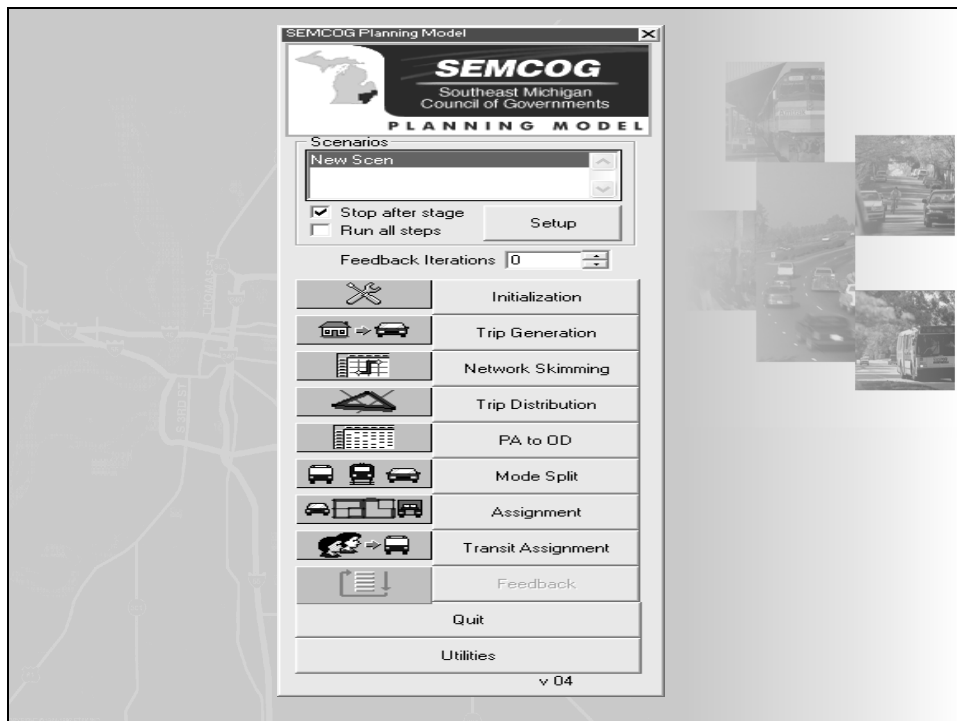 SEMCOG Planning Model
SEMCOG
Southeast Michigan
Council of Governments
PLANNING MODEL
Scenarios
New Scen
Stop after stage
Run all steps
Setup
Feedback Iterations 0
Initialization
Trip Generation
Network Skimming
Trip Distribution
PA to OD
Mode Split
Assignment
Transit Assignment
Feedback
Quit
Utilities
v 04
THOMAS ST